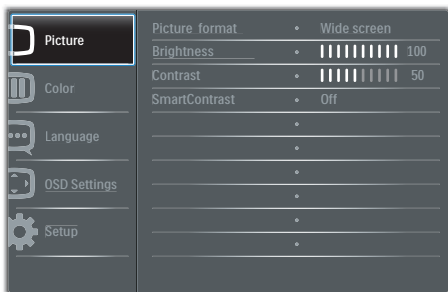 Picture
Color
Language
OSD Settings
Setup
Picture format Wide screen
Brightness 100
Contrast 50
SmartContrast Off